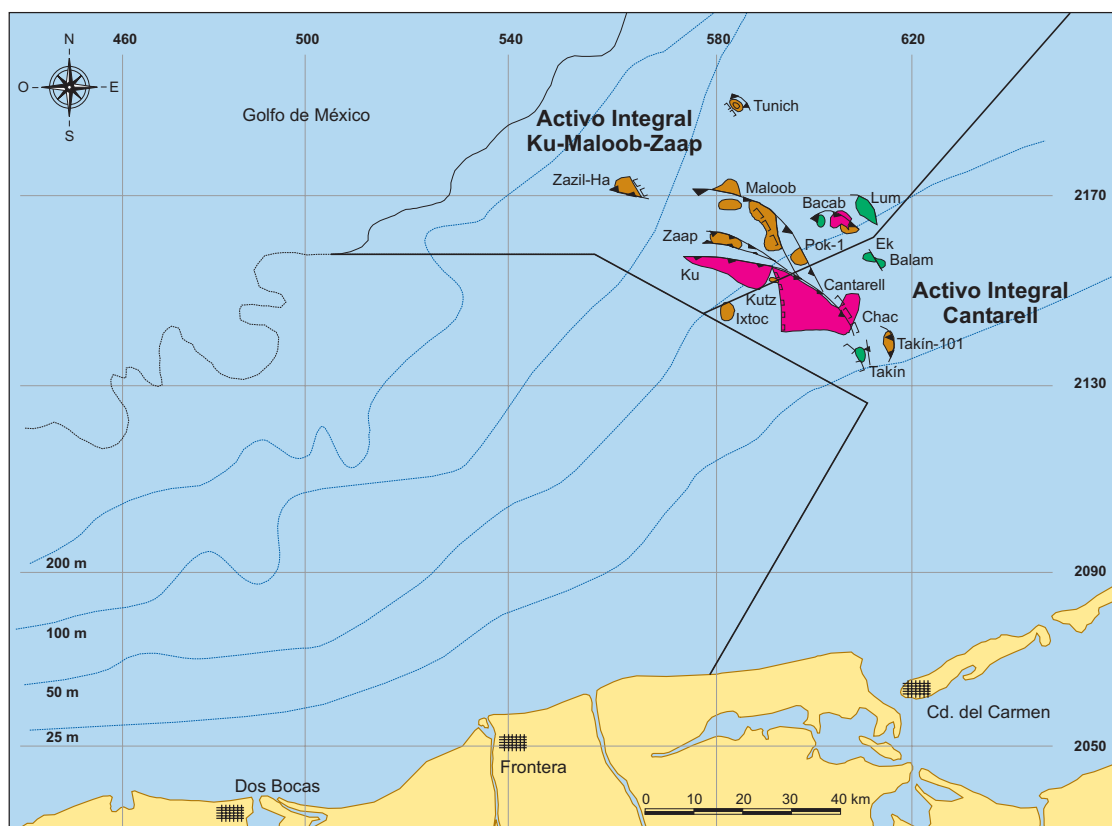 460
500
540
580
620
N
O
E
S
Golfo de México
Tunich
Activo Integral
Ku-Maloob-Zaap
Zazil-Ha
Maloob
Lum
2170
Bacab
Zaap
Pok-1
Ek
Balam
Ku
Kutz
Cantarell
Activo Integral
Cantarell
Ixtoc
Chac
Takín-101
Takín
2130
200 m
2090
100 m
50 m
25 m
Cd. del Carmen
2050
Frontera
Dos Bocas
0 10 20 30 40 km